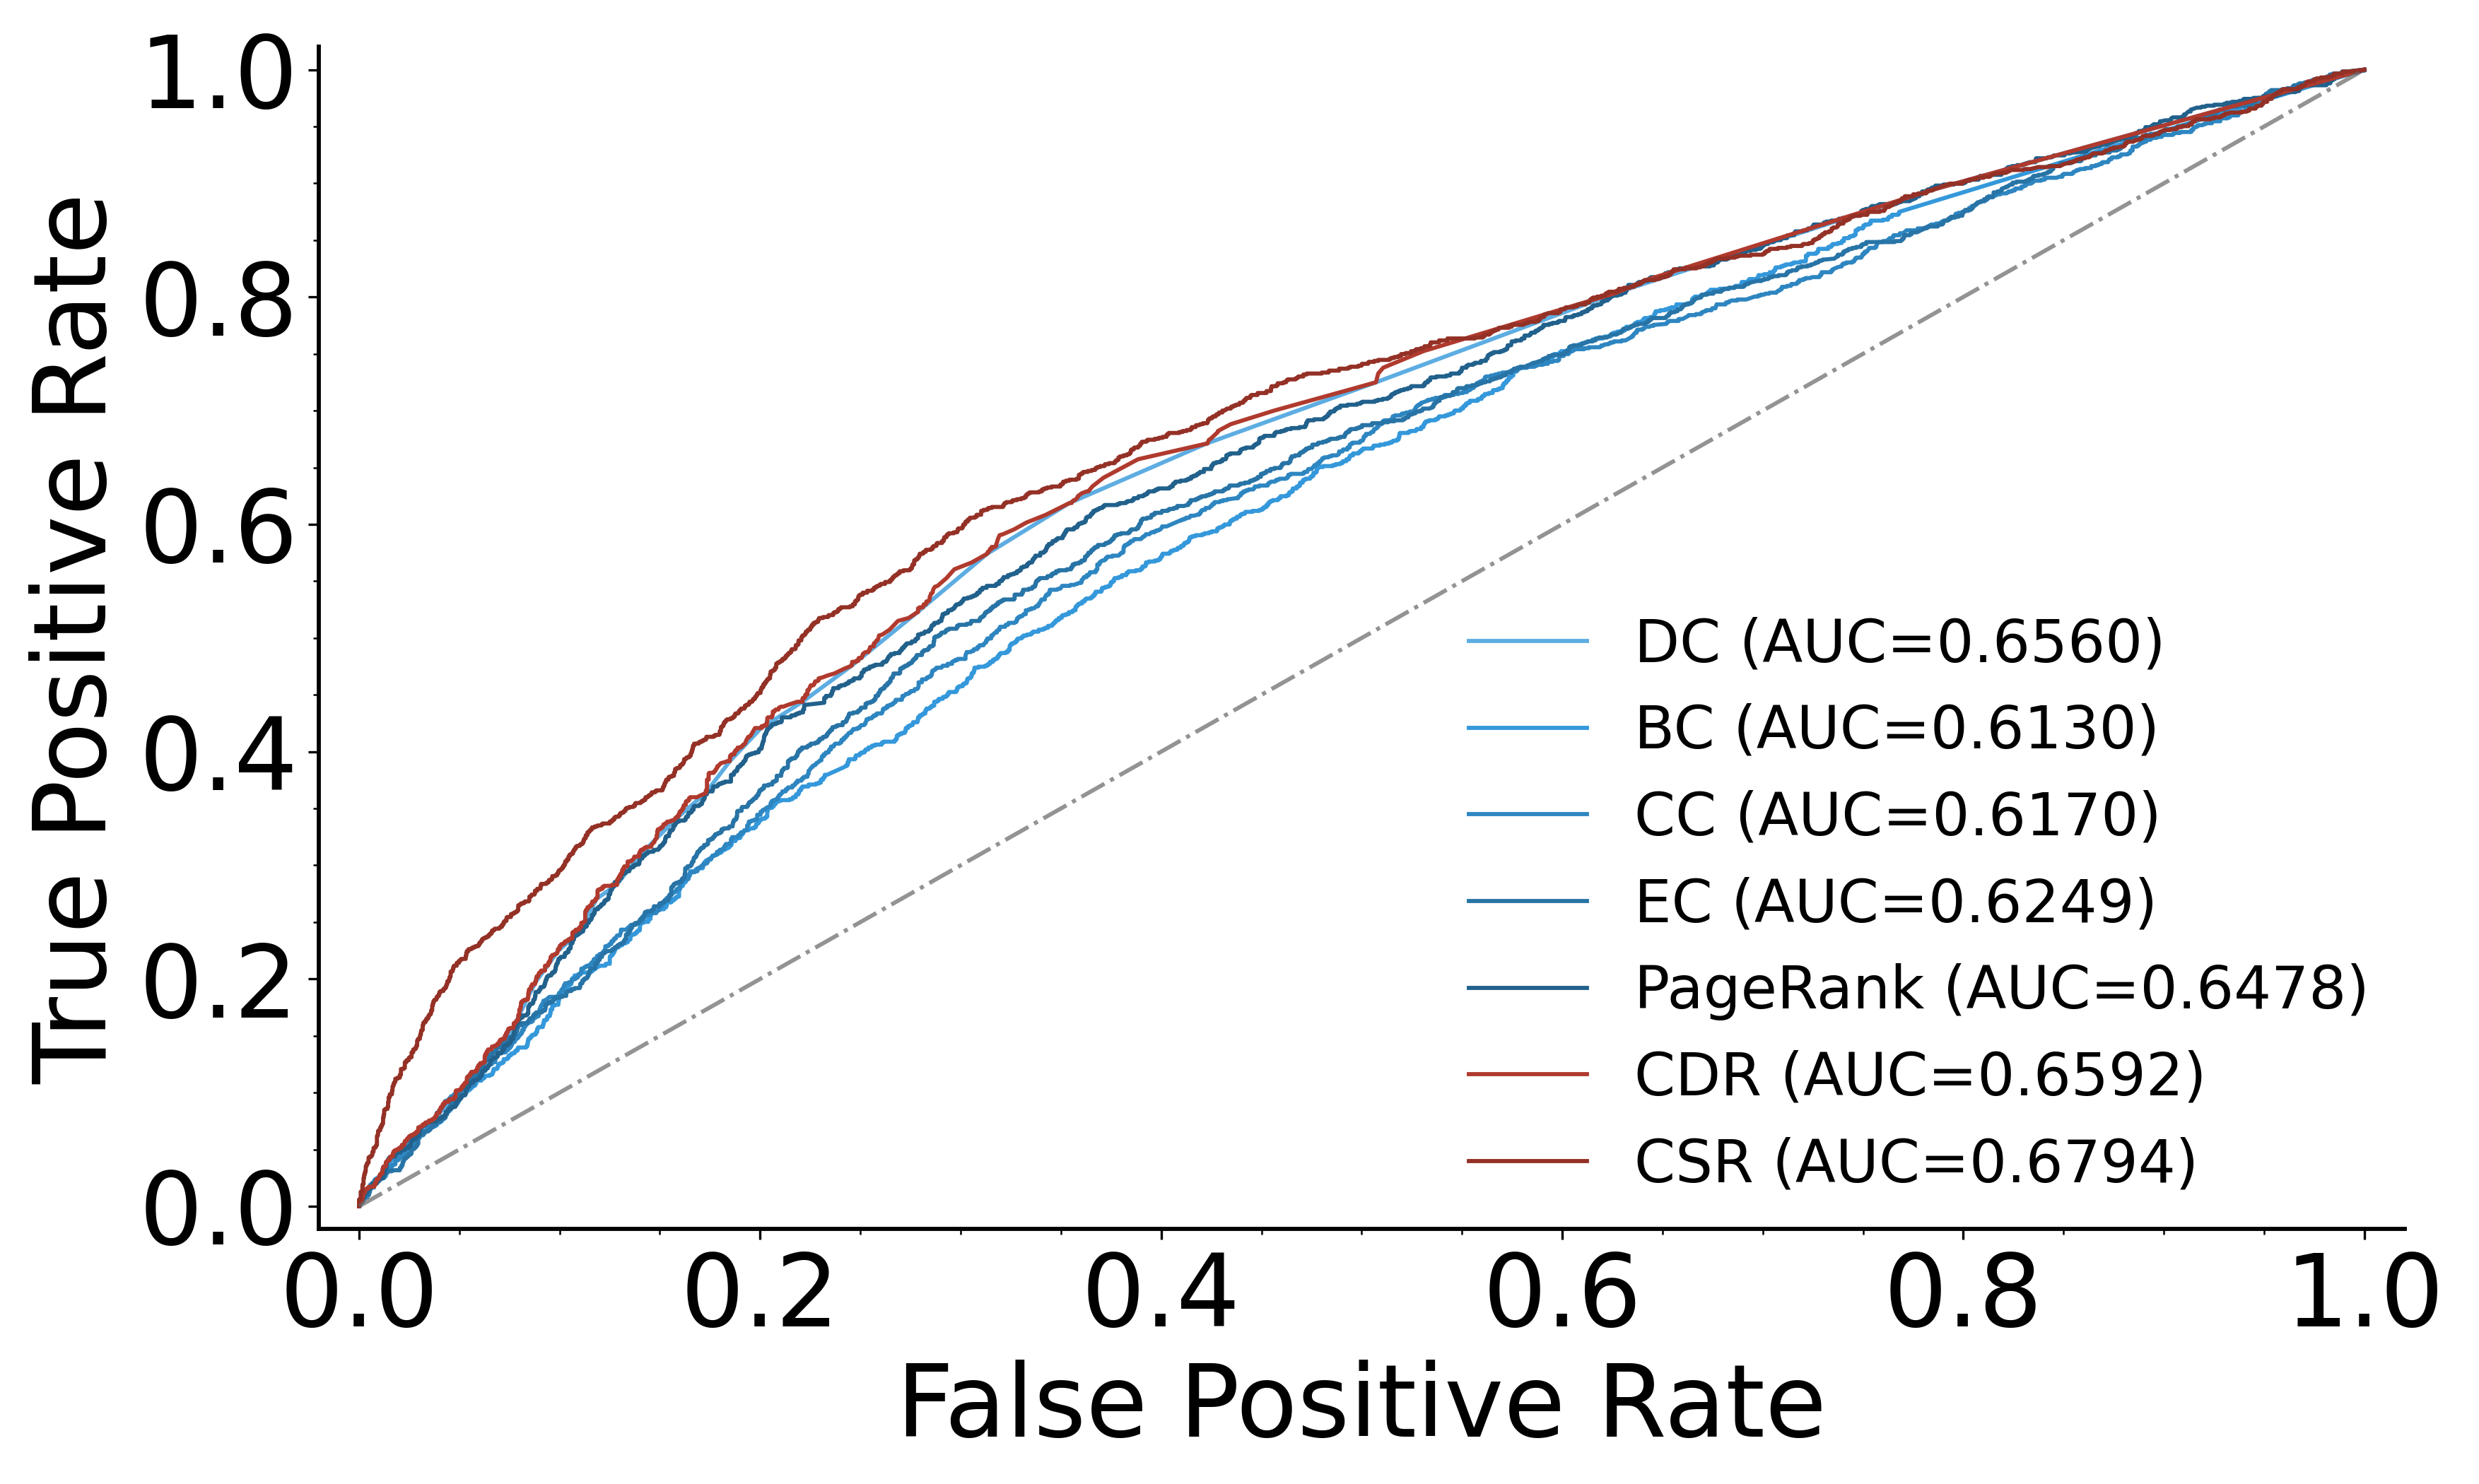 True Positive Rate
1.0
0.8
0.6
0.4
0.2
0.0
DC (AUC=0.6560)
BC (AUC=0.6130)
CC (AUC=0.6170)
EC (AUC=0.6249)
PageRank (AUC=0.6478)
CDR (AUC=0.6592)
CSR (AUC=0.6794)
0.0 0.2 0.4 0.6 0.8 1.0
False Positive Rate